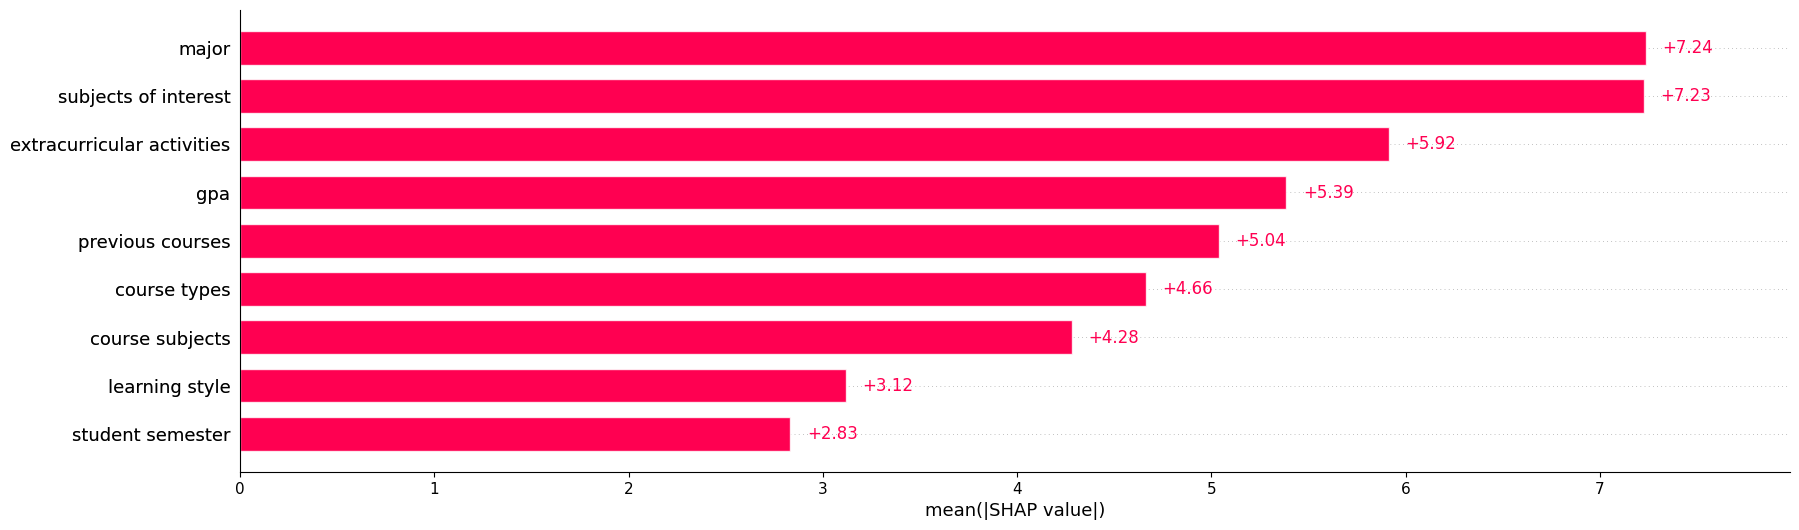 major +7.24
subjects of interest +7.23
extracurricular activities +5.92
gpa +5.39
previous courses +5.04
course types +4.66
course subjects +4.28
learning style +3.12
student semester +2.83
0 1 2 3 4 5 6 7
mean(|SHAP value|)